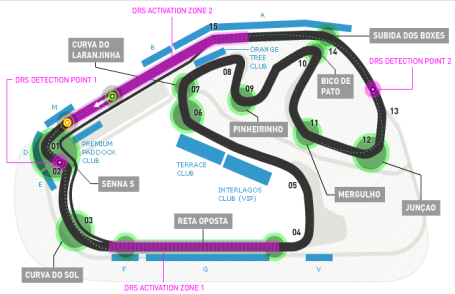 DRS ACTIVATION ZONE 2
15
A
CURVA DO
LARANJINHA
B
ORANGE
TREE
CLUB
SUBIDA DOS BOXES
14
DRS DETECTION POINT 2
10
BICO DE
PATO
08
07
09
DRS DETECTION POINT 1
M
06
PINHEIRINHO
13
11
12
D
01
PREMIUM
PADDOCK
CLUB
02
E
SENNA S
TERRACE
CLUB
INTERLAGOS
CLUB (VIP)
05
MERGULHO
JUNÇAO
03
RETA OPOSTA
04
CURVA DO SOL
F
G
V
DRS ACTIVATION ZONE 1